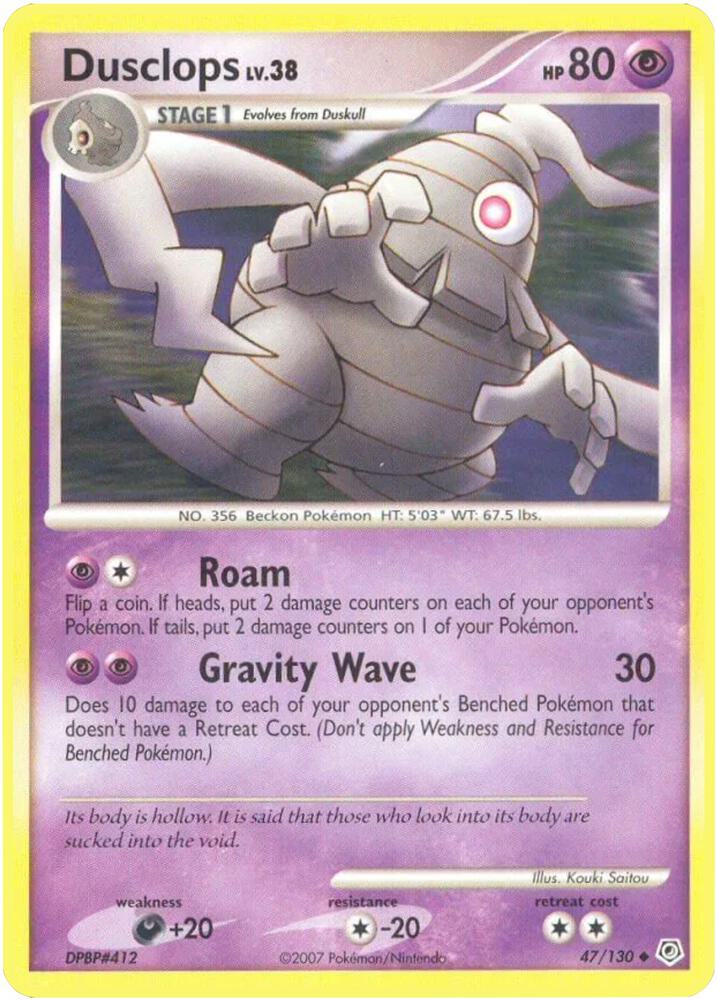 Dusclops LV.38 HP 80
STAGE 1 Evolves from Duskull
NO. 356 Beckon Pokémon HT: 5'03" WT: 67.5 lbs.
Roam
Flip a coin. If heads, put 2 damage counters on each of your opponent's
Pokémon. If tails, put 2 damage counters on 1 of your Pokémon.
Gravity Wave 30
Does 10 damage to each of your opponent's Benched Pokémon that
doesn't have a Retreat Cost. (Don't apply Weakness and Resistance for
Benched Pokémon.)
Its body is hollow. It is said that those who look into its body are
sucked into the void.
Illus. Kouki Saitou
weakness resistance retreat cost
+20 -20
DPBP#412 ©2007 Pokémon/Nintendo 47/130